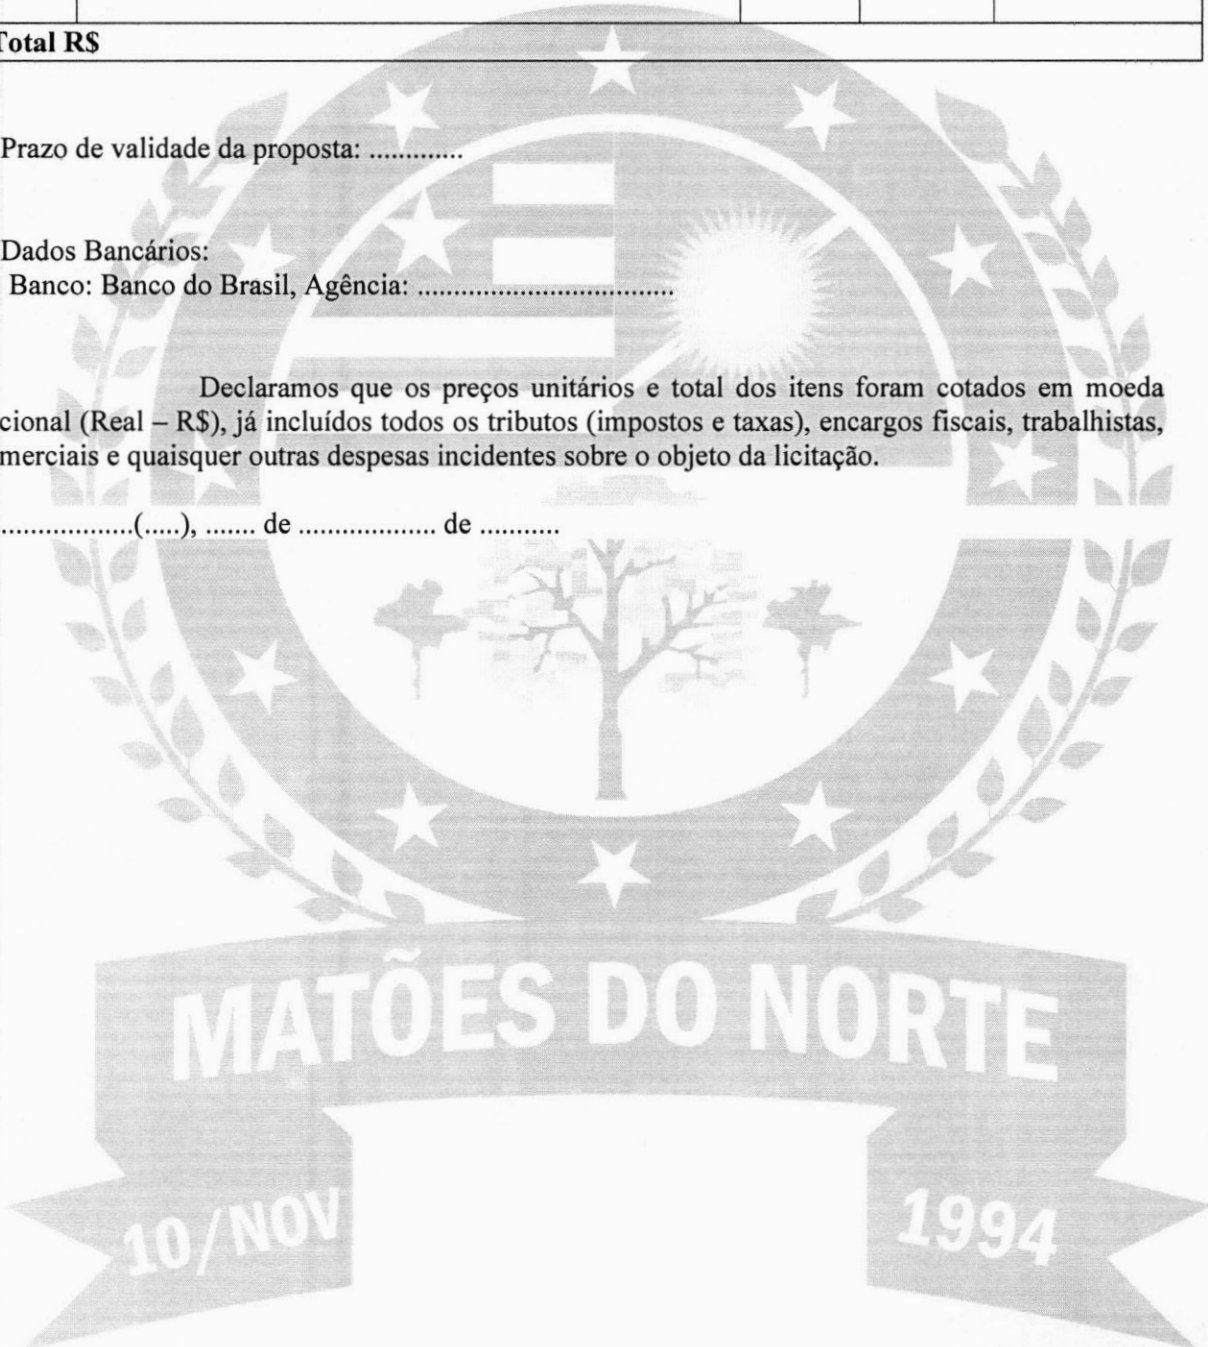 Total R$
Prazo de validade da proposta: .............
Dados Bancários:
Banco: Banco do Brasil, Agência: ...................................
Declaramos que os preços unitários e total dos itens foram cotados em moeda
cional (Real – R$), já incluídos todos os tributos (impostos e taxas), encargos fiscais, trabalhistas,
merciais e quaisquer outras despesas incidentes sobre o objeto da licitação.
..................(.....), ....... de ................... de ...........
MATÕES DO NORTE
10/NOV
1994